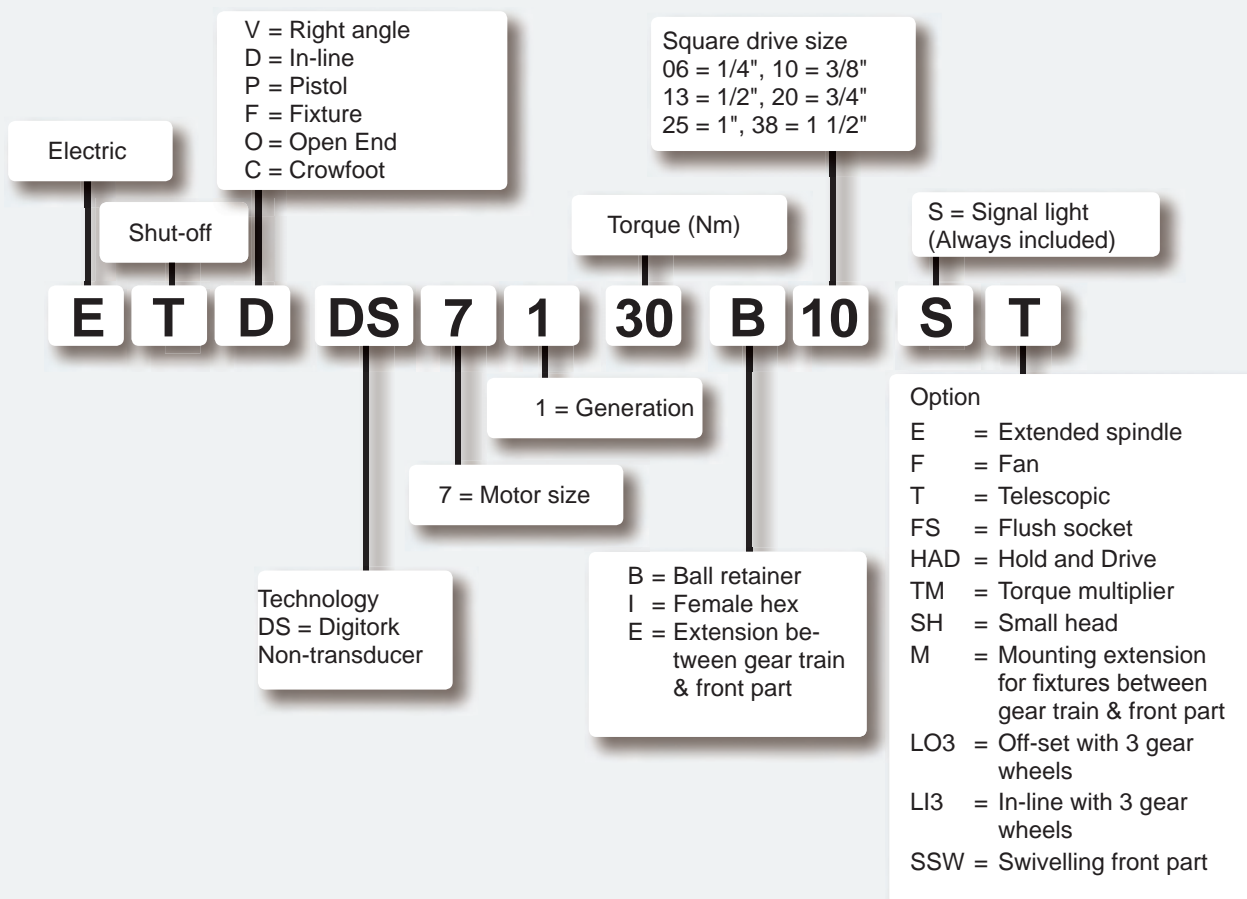 V = Right angle
D = In-line
P = Pistol
F = Fixture
O = Open End
C = Crowfoot
Square drive size
06 = 1/4", 10 = 3/8"
13 = 1/2", 20 = 3/4"
25 = 1", 38 = 1 1/2"
Electric
Shut-off
Torque (Nm)
S = Signal light
(Always included)
E T D DS 7 1 30 B 10 S T
1 = Generation
7 = Motor size
Technology
DS = Digitork
Non-transducer
B = Ball retainer
I = Female hex
E = Extension be-
tween gear train
& front part
Option
E = Extended spindle
F = Fan
T = Telescopic
FS = Flush socket
HAD = Hold and Drive
TM = Torque multiplier
SH = Small head
M = Mounting extension
for fixtures between
gear train & front part
LO3 = Off-set with 3 gear
wheels
LI3 = In-line with 3 gear
wheels
SSW = Swivelling front part